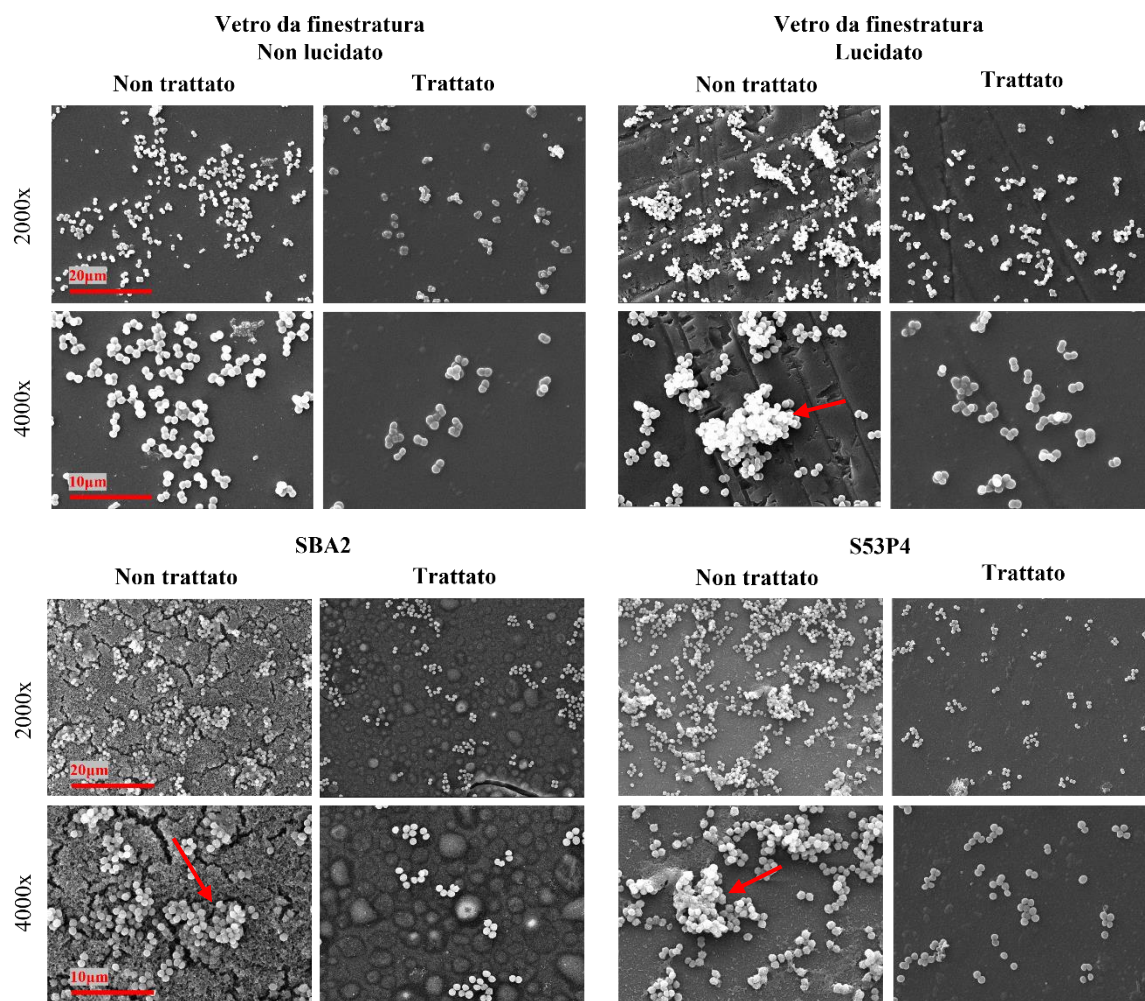 Vetro da finestratura
Non lucidato
Vetro da finestratura
Lucidato
Non trattato
Trattato
Non trattato
Trattato
2000x
20µm
4000x
10µm
SBA2
S53P4
Non trattato
Trattato
Non trattato
Trattato
2000x
20µm
4000x
10µm